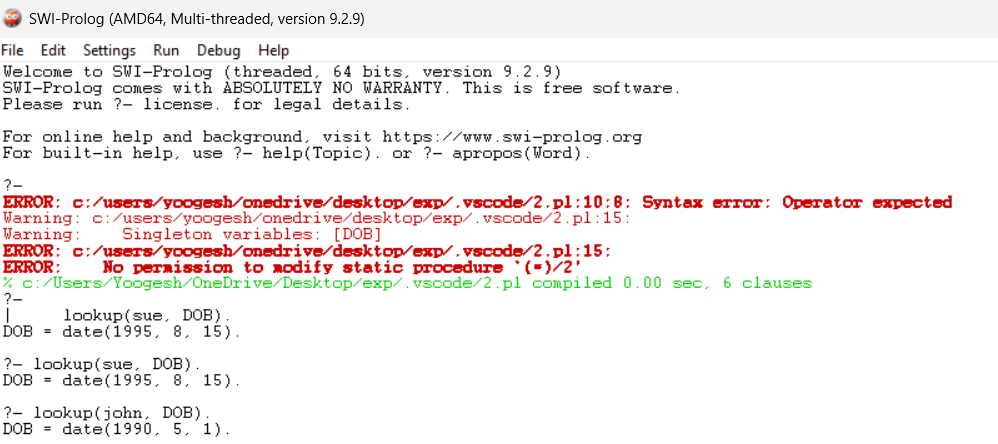 SWI-Prolog (AMD64, Multi-threaded, version 9.2.9)
File Edit Settings Run Debug Help
Welcome to SWI-Prolog (threaded, 64 bits, version 9.2.9)
SWI-Prolog comes with ABSOLUTELY NO WARRANTY. This is free software.
Please run ?- license. for legal details.

For online help and background, visit https://www.swi-prolog.org
For built-in help, use ?- help(Topic). or ?- apropos(Word).

?-
ERROR: c:/users/yoogesh/onedrive/desktop/exp/.vscode/2.pl:10:8: Syntax error: Operator expected
Warning: c:/users/yoogesh/onedrive/desktop/exp/.vscode/2.pl:15:
Warning:    Singleton variables: [DOB]
ERROR: c:/users/yoogesh/onedrive/desktop/exp/.vscode/2.pl:15:
ERROR:    No permission to modify static procedure `(=)/2'
% c:/Users/Yoogesh/OneDrive/Desktop/exp/.vscode/2.pl compiled 0.00 sec, 6 clauses
?-
|     lookup(sue, DOB).
DOB = date(1995, 8, 15).

?- lookup(sue, DOB).
DOB = date(1995, 8, 15).

?- lookup(john, DOB).
DOB = date(1990, 5, 1).